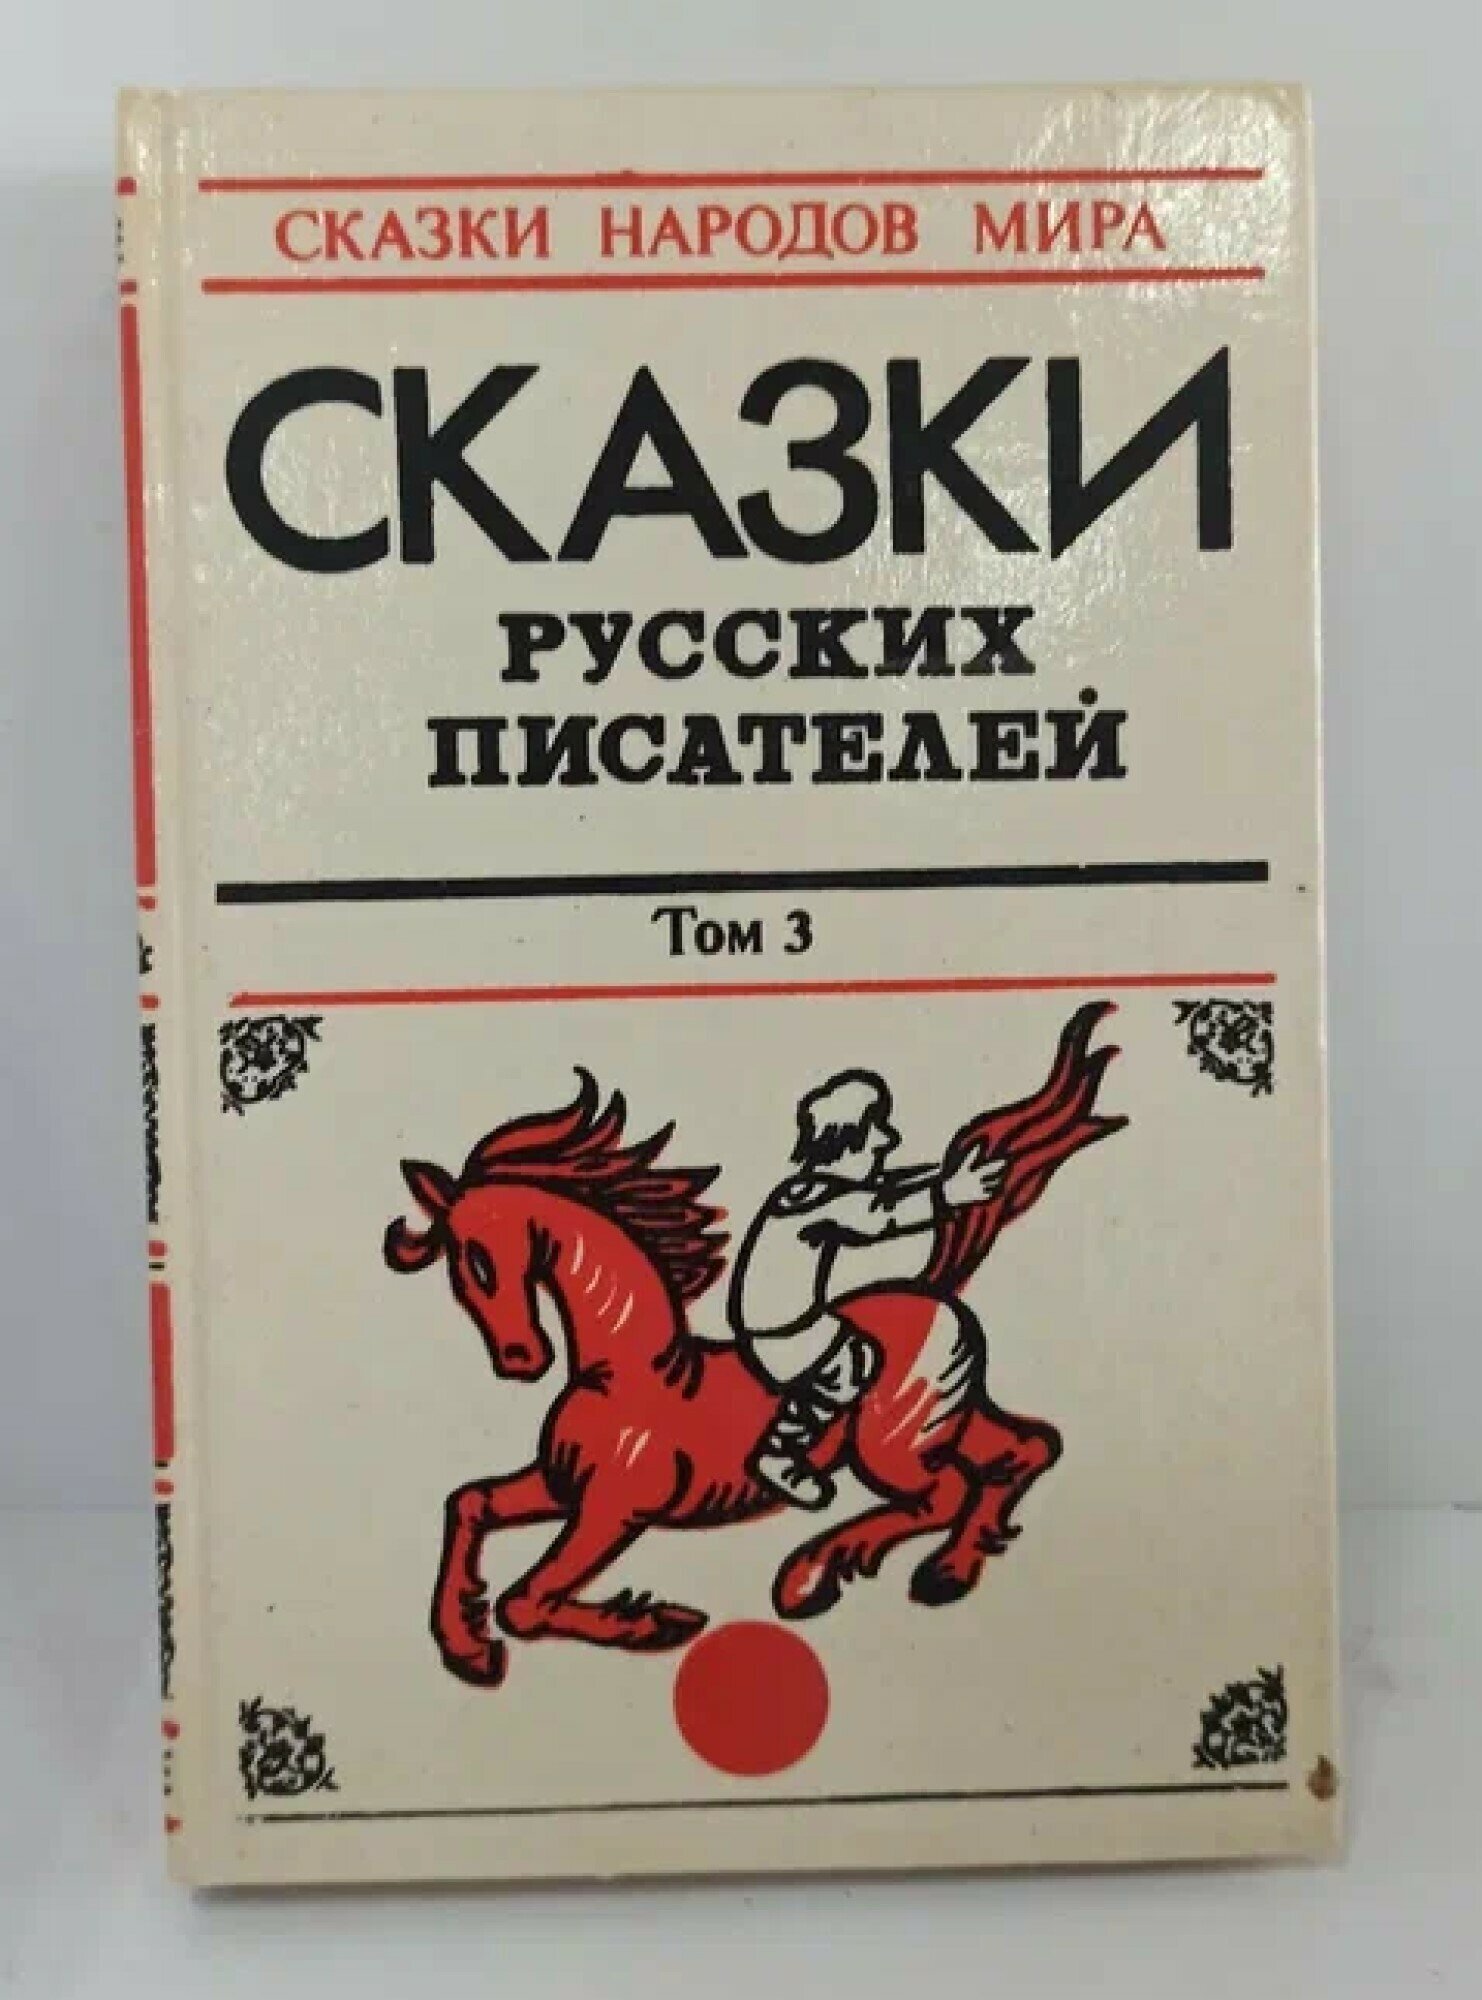 СКАЗКИ НАРОДОВ МИРА
СКАЗКИ
РУССКИХ
ПИСАТЕЛЕЙ
Том 3